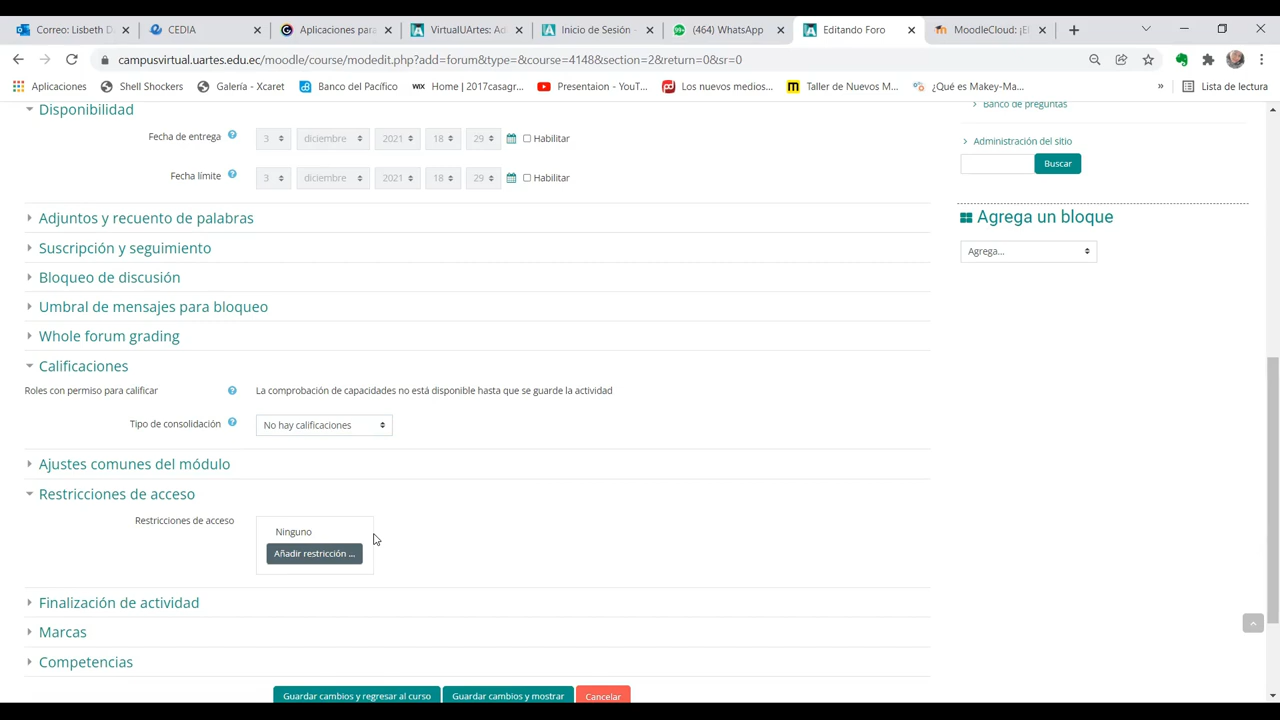 Correo: Lisbeth D
CEDIA
Aplicaciones para
VirtualUArtes: Ad
Inicio de Sesión
(464) WhatsApp
Editando Foro
MoodleCloud: ¡El
campusvirtual.uartes.edu.ec/moodle/course/modedit.php?add=forum&type=&course=4148&section=2&return=0&sr=0
Aplicaciones
Shell Shockers
Galería - Xcaret
Banco del Pacífico
WIX Home | 2017casagr...
Presentaion - YouT...
Los nuevos medios...
Taller de Nuevos M...
¿Qué es Makey-Ma...
»
Lista de lectura
Disponibilidad
Fecha de entrega
3 diciembre 2021 18 29 Habilitar
Fecha límite
3 diciembre 2021 18 29 Habilitar
Adjuntos y recuento de palabras
Suscripción y seguimiento
Bloqueo de discusión
Umbral de mensajes para bloqueo
Whole forum grading
Calificaciones
Roles con permiso para calificar
La comprobación de capacidades no está disponible hasta que se guarde la actividad
Tipo de consolidación
No hay calificaciones
Ajustes comunes del módulo
Restricciones de acceso
Restricciones de acceso
Ninguno
Añadir restricción ...
Finalización de actividad
Marcas
Competencias
Guardar cambios y regresar al curso
Guardar cambios y mostrar
Cancelar
Banco de preguntas
Administración del sitio
Buscar
Agrega un bloque
Agrega...